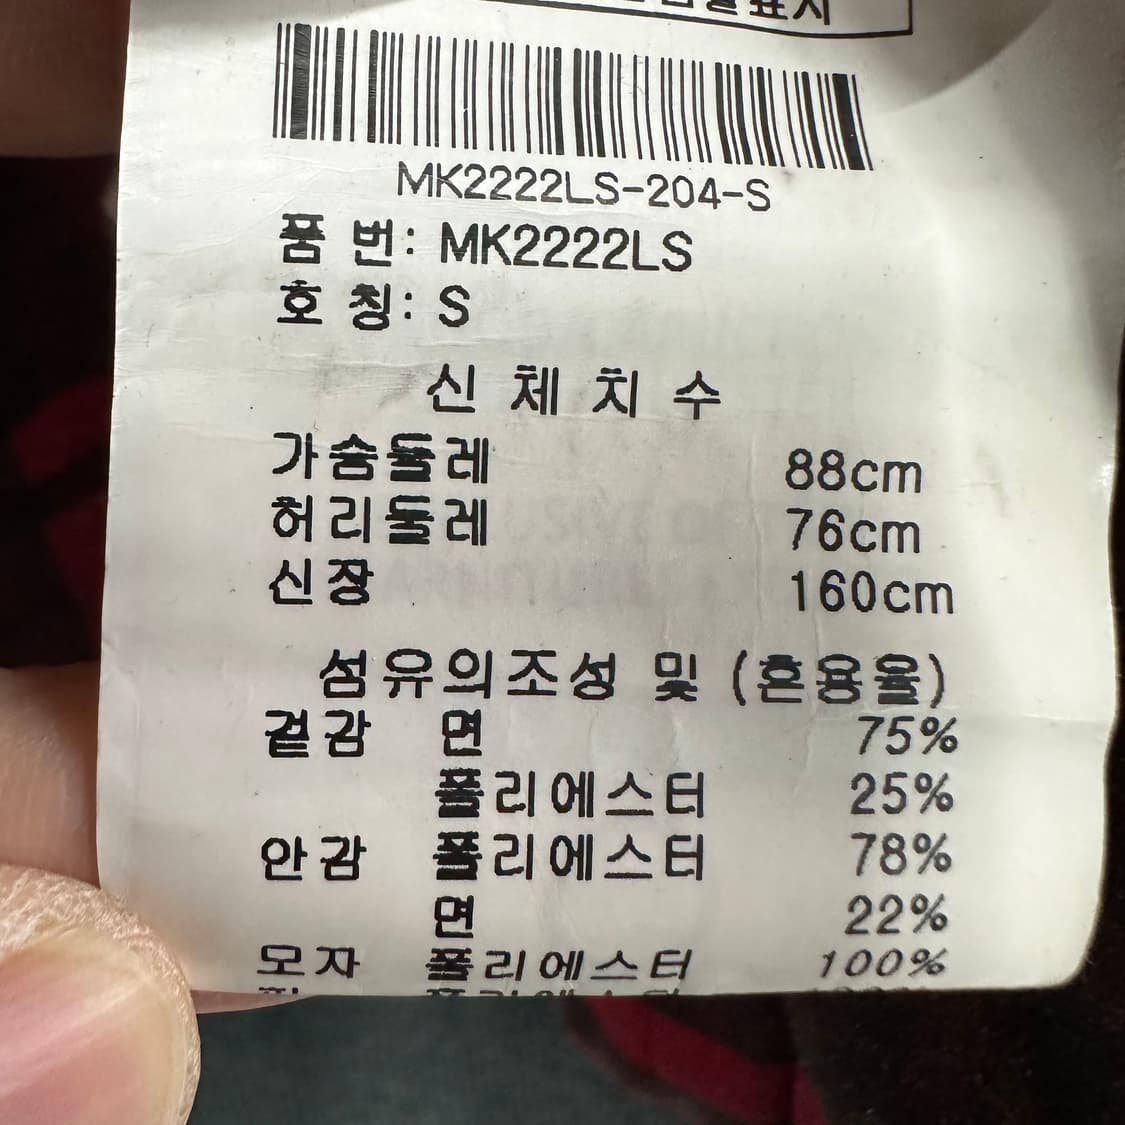 표시
MK2222LS-204-S
품 번: MK2222LS
호 칭: S
신 체 치 수
가슴둘레 88cm
허리둘레 76cm
신장 160cm
섬유의조성 및 (혼용율)
겉감 면 75%
폴리에스터 25%
안감 폴리에스터 78%
면 22%
모자 폴리에스터 100%